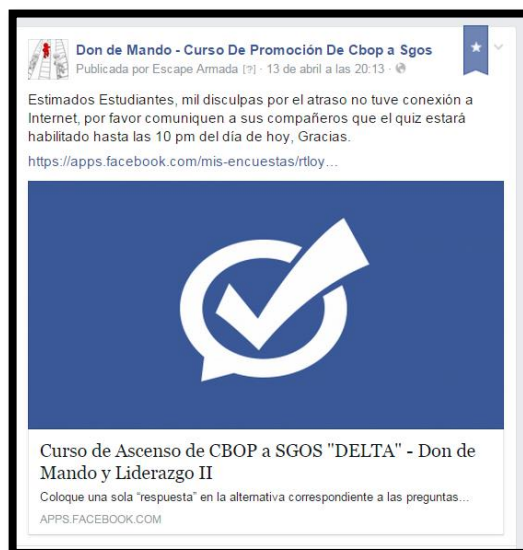 Don de Mando - Curso De Promoción De Cbop a Sgos
Publicada por Escape Armada [?] · 13 de abril a las 20:13 ·
Estimados Estudiantes, mil disculpas por el atraso no tuve conexión a
Internet, por favor comuniquen a sus compañeros que el quiz estará
habilitado hasta las 10 pm del día de hoy, Gracias.
https://apps.facebook.com/mis-encuestas/rtloy…
Curso de Ascenso de CBOP a SGOS "DELTA" - Don de
Mando y Liderazgo II
Coloque una sola “respuesta” en la alternativa correspondiente a las preguntas...
APPS.FACEBOOK.COM